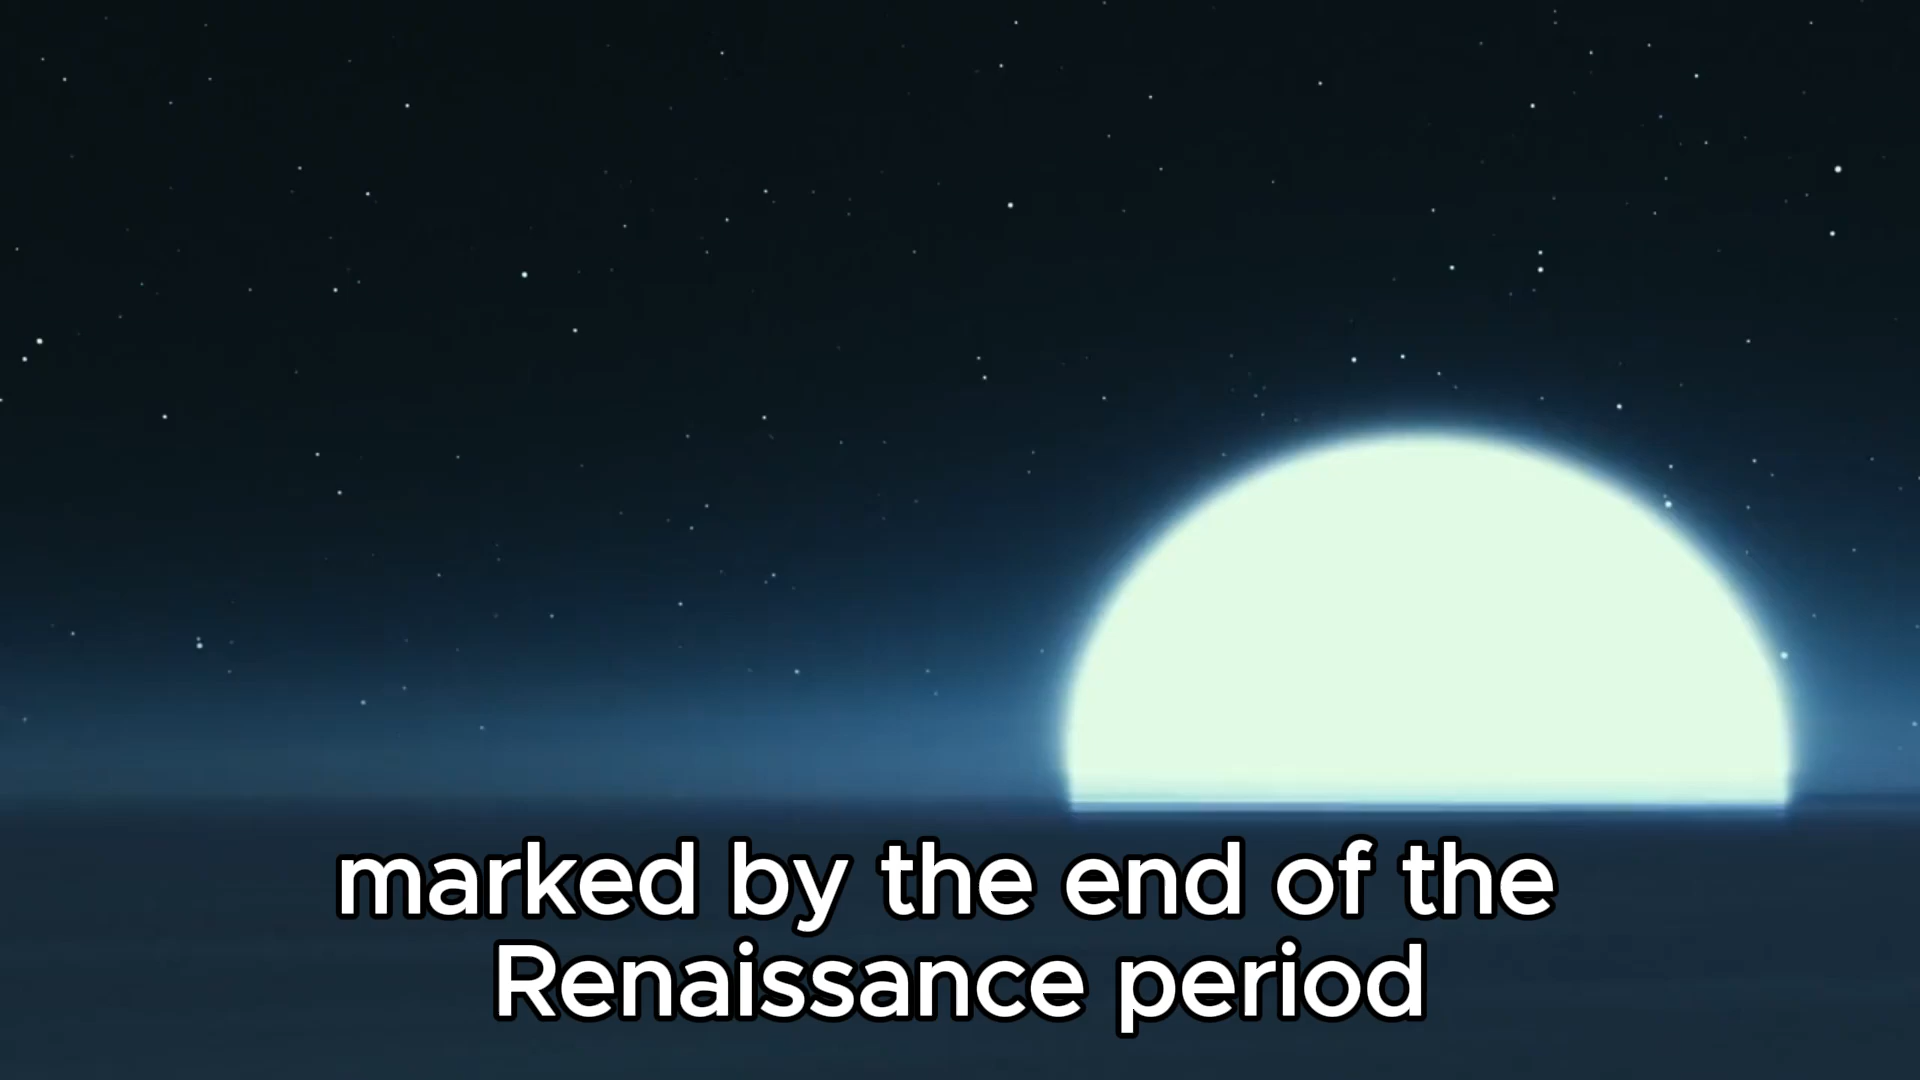 marked by the end of the
Renaissance period